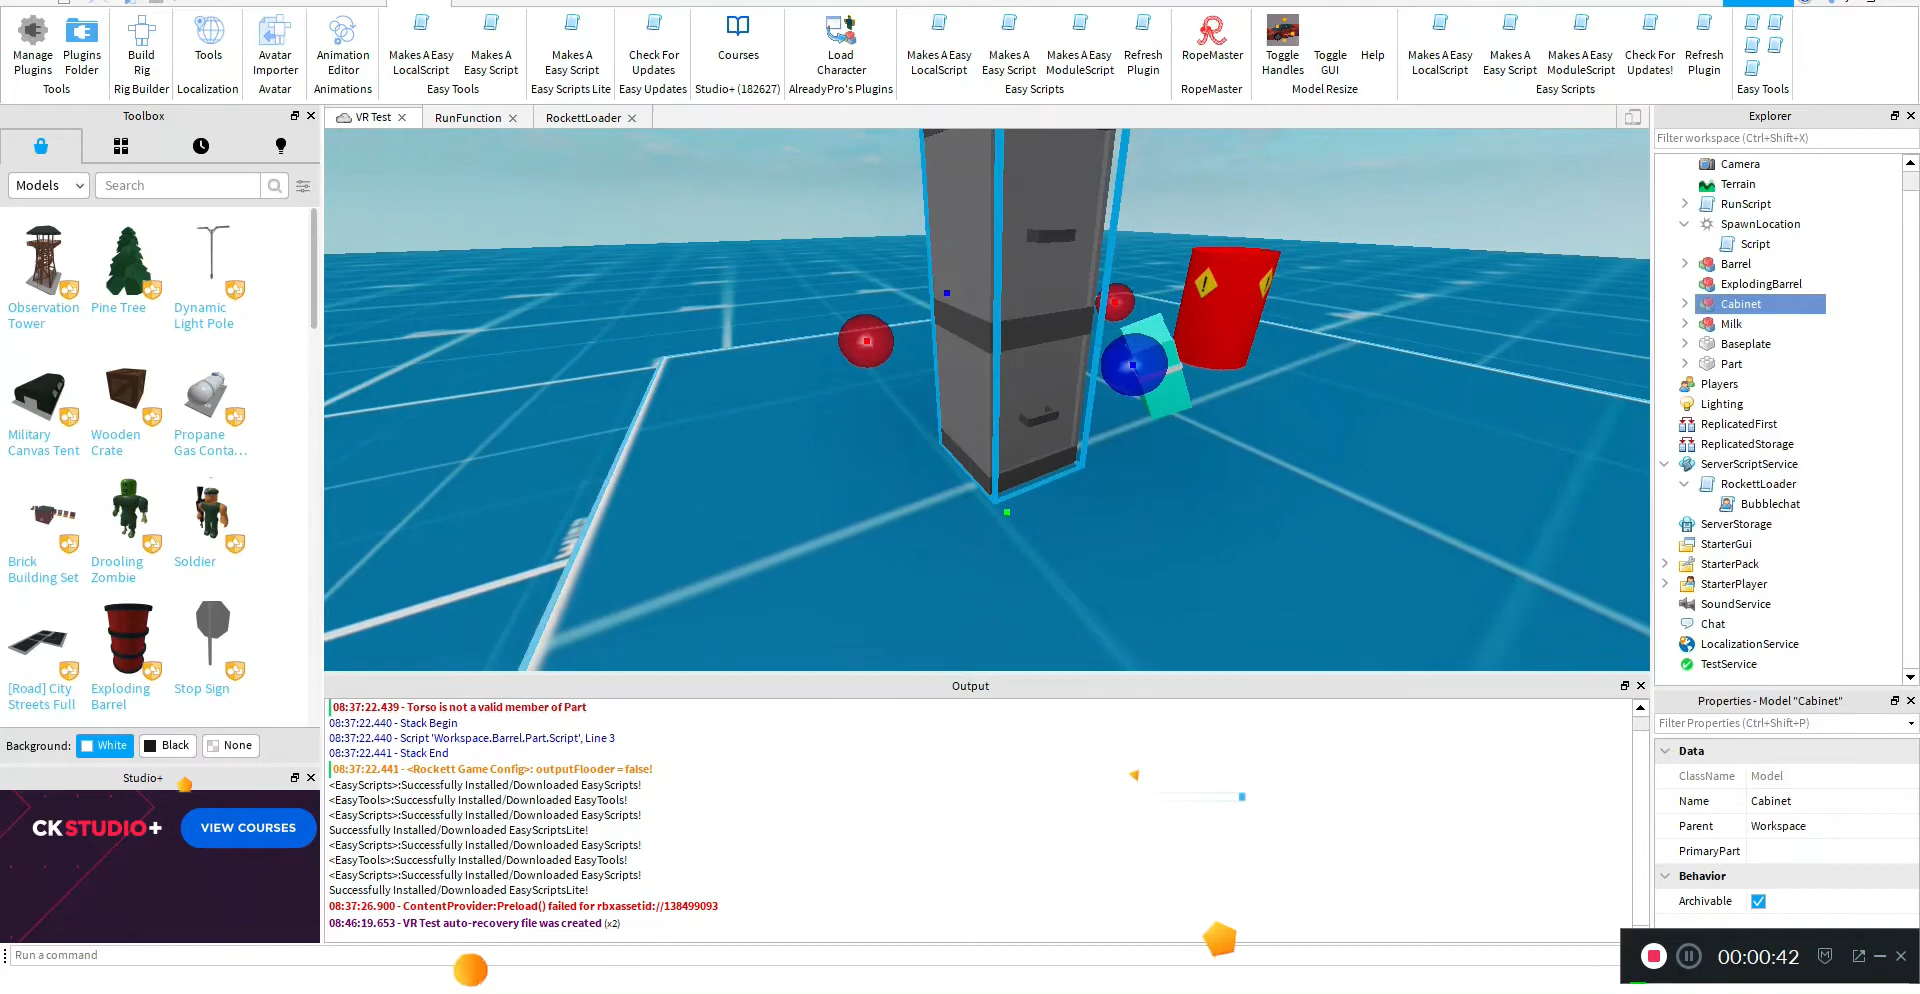 Manage Plugins
Plugins Folder
Tools
Build Rig
Rig Builder
Tools
Localization
Avatar Importer
Avatar
Animation Editor
Animations
Makes A Easy LocalScript
Makes A Easy Script
Easy Tools
Makes A Easy Script
Easy Scripts Lite
Check For Updates
Easy Updates
Courses
Studio+ (182627)
Load Character
AlreadyPro's Plugins
Makes A Easy LocalScript
Makes A Easy Script
Makes A Easy ModuleScript
Refresh Plugin
Easy Scripts
RopeMaster
RopeMaster
Toggle Handles
Toggle GUI
Help
Model Resize
Makes A Easy LocalScript
Makes A Easy Script
Makes A Easy ModuleScript
Check For Updates!
Refresh Plugin
Easy Scripts
Easy Tools
Toolbox
Models
Search
Observation Tower
Pine Tree
Dynamic Light Pole
Military Canvas Tent
Wooden Crate
Propane Gas Conta...
Brick Building Set
Drooling Zombie
Soldier
[Road] City Streets Full
Exploding Barrel
Stop Sign
Background:
White
Black
None
Studio+
CKSTUDIO+
VIEW COURSES
VR Test
RunFunction
RockettLoader
Output
08:37:22.439 - Torso is not a valid member of Part
08:37:22.440 - Stack Begin
08:37:22.440 - Script 'Workspace.Barrel.Part.Script', Line 3
08:37:22.441 - Stack End
08:37:22.441 - <Rockett Game Config>: outputFlooder = false!
<EasyScripts>:Successfully Installed/Downloaded EasyScripts!
<EasyTools>:Successfully Installed/Downloaded EasyTools!
<EasyScripts>:Successfully Installed/Downloaded EasyScripts!
Successfully Installed/Downloaded EasyScriptsLite!
<EasyScripts>:Successfully Installed/Downloaded EasyScripts!
<EasyTools>:Successfully Installed/Downloaded EasyTools!
<EasyScripts>:Successfully Installed/Downloaded EasyScripts!
Successfully Installed/Downloaded EasyScriptsLite!
08:37:26.900 - ContentProvider:Preload() failed for rbxassetid://138499093
08:46:19.653 - VR Test auto-recovery file was created (x2)
Run a command
Explorer
Filter workspace (Ctrl+Shift+X)
Camera
Terrain
RunScript
SpawnLocation
Script
Barrel
ExplodingBarrel
Cabinet
Milk
Baseplate
Part
Players
Lighting
ReplicatedFirst
ReplicatedStorage
ServerScriptService
RockettLoader
Bubblechat
ServerStorage
StarterGui
StarterPack
StarterPlayer
SoundService
Chat
LocalizationService
TestService
Properties - Model "Cabinet"
Filter Properties (Ctrl+Shift+P)
Data
ClassName Model
Name Cabinet
Parent Workspace
PrimaryPart
Behavior
Archivable
00:00:42